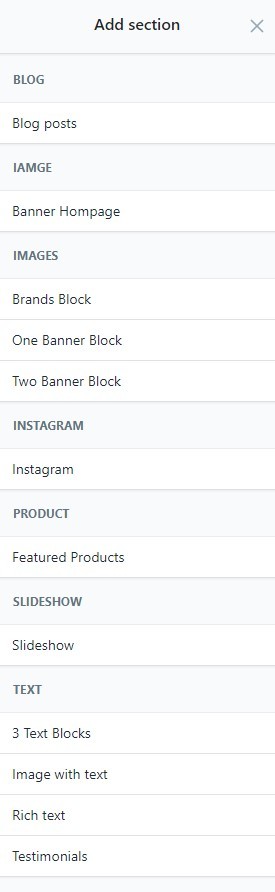 Add section
BLOG
Blog posts
IAMGE
Banner Hompage
IMAGES
Brands Block
One Banner Block
Two Banner Block
INSTAGRAM
Instagram
PRODUCT
Featured Products
SLIDESHOW
Slideshow
TEXT
3 Text Blocks
Image with text
Rich text
Testimonials